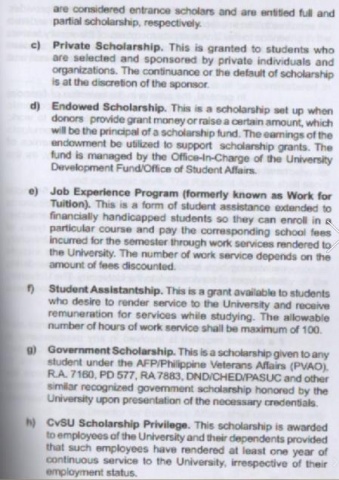 are considered entrance scholars and are entitled full and
partial scholarship, respectively.
c) Private Scholarship. This is granted to students who
are selected and sponsored by private individuals and
organizations. The continuance or the default of scholarship
is at the discretion of the sponsor.
d) Endowed Scholarship. This is a scholarship set up when
donors provide grant money or raise a certain amount, which
will be the principal of a scholarship fund. The earnings of the
endowment be utilized to support scholarship grants. The
fund is managed by the Office-In-Charge of the University
Development Fund/Office of Student Affairs.
e) Job Experience Program (formerly known as Work for
Tuition). This is a form of student assistance extended to
financially handicapped students so they can enroll in a
particular course and pay the corresponding school fees
incurred for the semester through work services rendered to
the University. The number of work service depends on the
amount of fees discounted.
f) Student Assistantship. This is a grant available to students
who desire to render service to the University and receive
remuneration for services while studying. The allowable
number of hours of work service shall be maximum of 100.
g) Government Scholarship. This is a scholarship given to any
student under the AFP/Philippine Veterans Affairs (PVAO),
R.A. 7160, PD 577, RA 7883, DND/CHED/PASUC and other
similar recognized government scholarship honored by the
University upon presentation of the necessary credentials.
h) CvSU Scholarship Privilege. This scholarship is awarded
to employees of the University and their dependents provided
that such employees have rendered at least one year of
continuous service to the University, irrespective of their
employment status.